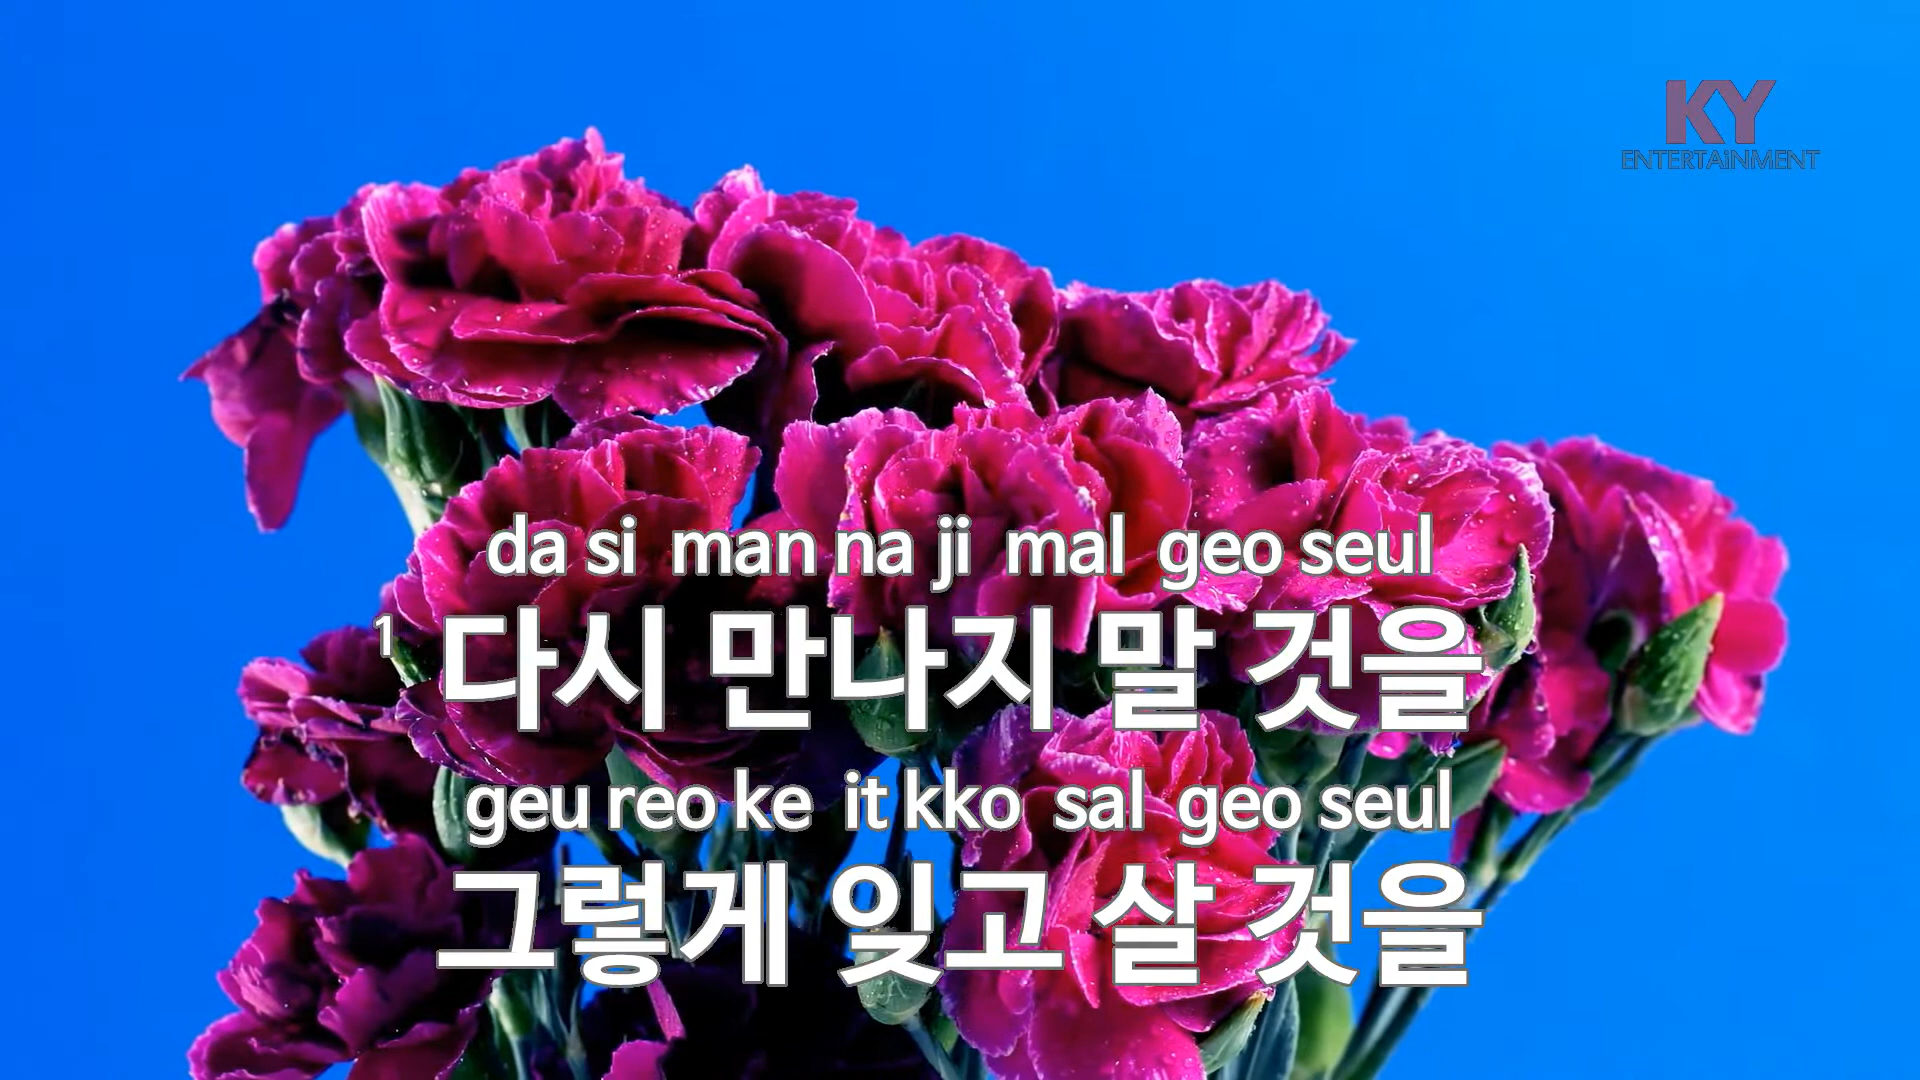 KY
ENTERTAiNMENT
da si man na ji mal geo seul
1 다시 만나지 말 것을
geu reo ke it kko sal geo seul
그렇게 잊고 살 것을